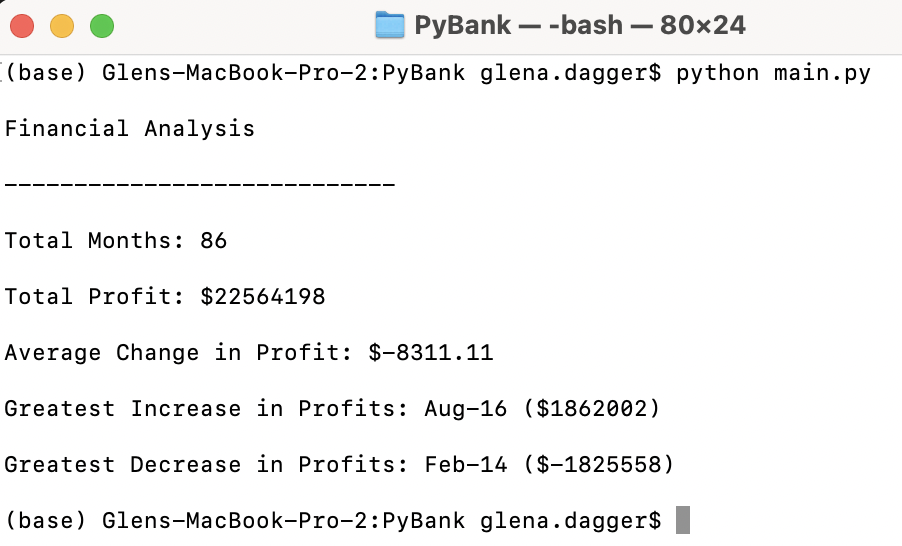 PyBank — -bash — 80×24
(base) Glens-MacBook-Pro-2:PyBank glena.dagger$ python main.py
Financial Analysis
----------------------------
Total Months: 86
Total Profit: $22564198
Average Change in Profit: $-8311.11
Greatest Increase in Profits: Aug-16 ($1862002)
Greatest Decrease in Profits: Feb-14 ($-1825558)
(base) Glens-MacBook-Pro-2:PyBank glena.dagger$